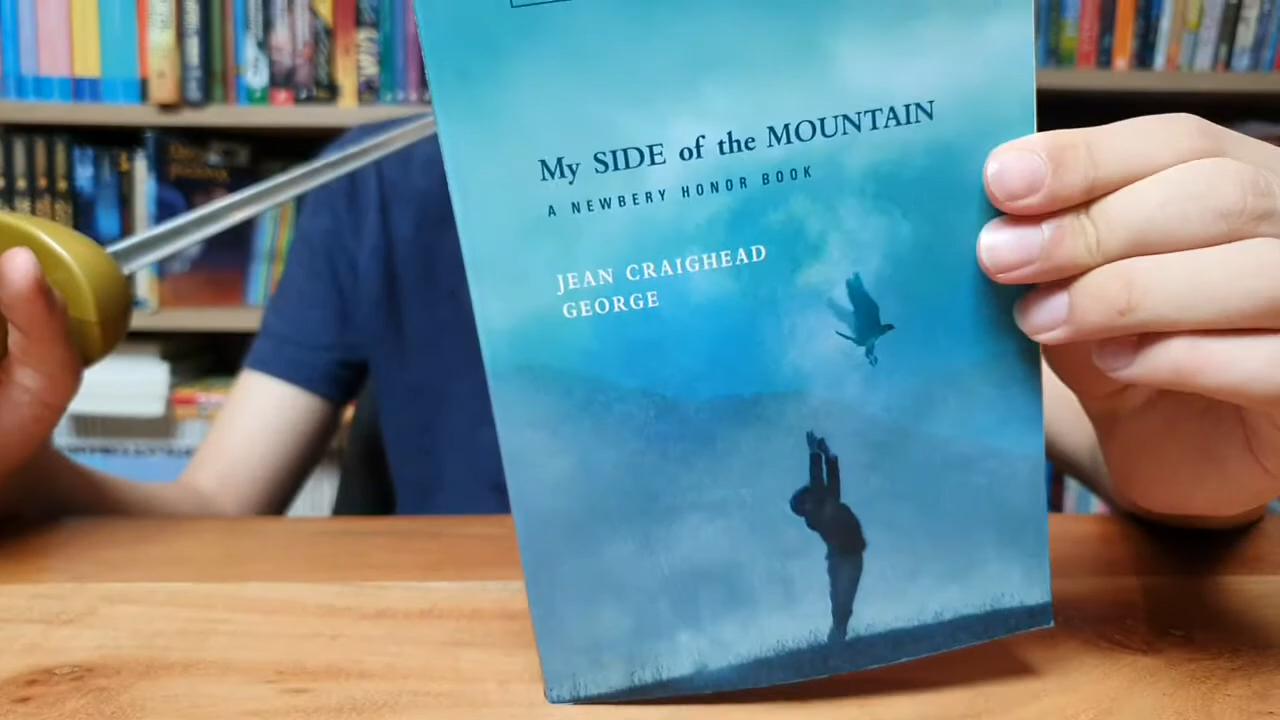 My SIDE of the MOUNTAIN
A NEWBERY HONOR BOOK
JEAN CRAIGHEAD
GEORGE